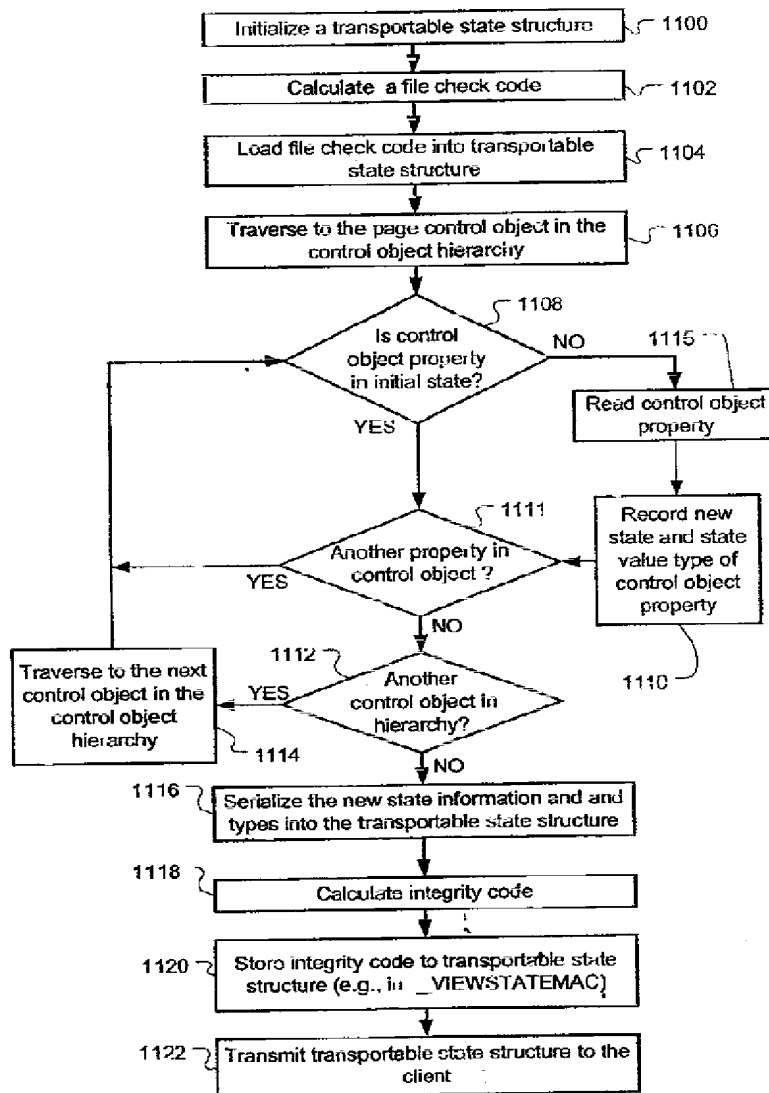 Initialize a transportable state structure
1100
Calculate a file check code
1102
Load file check code into transportable
state structure
1104
Traverse to the page control object in the
control object hierarchy
1106
1108
Is control
object property
in initial state?
NO
YES
1115
Read control object
property
1111
Another property in
control object ?
YES
NO
Record new
state and state
value type of
control object
property
1110
1112
Another
control object in
hierarchy?
YES
NO
Traverse to the next
control object in the
control object
hierarchy
1114
1116
Serialize the new state information and and
types into the transportable state structure
1118
Calculate integrity code
1120
Store integrity code to transportable state
structure (e.g., in _VIEWSTATEMAC)
1122
Transmit transportable state structure to the
client